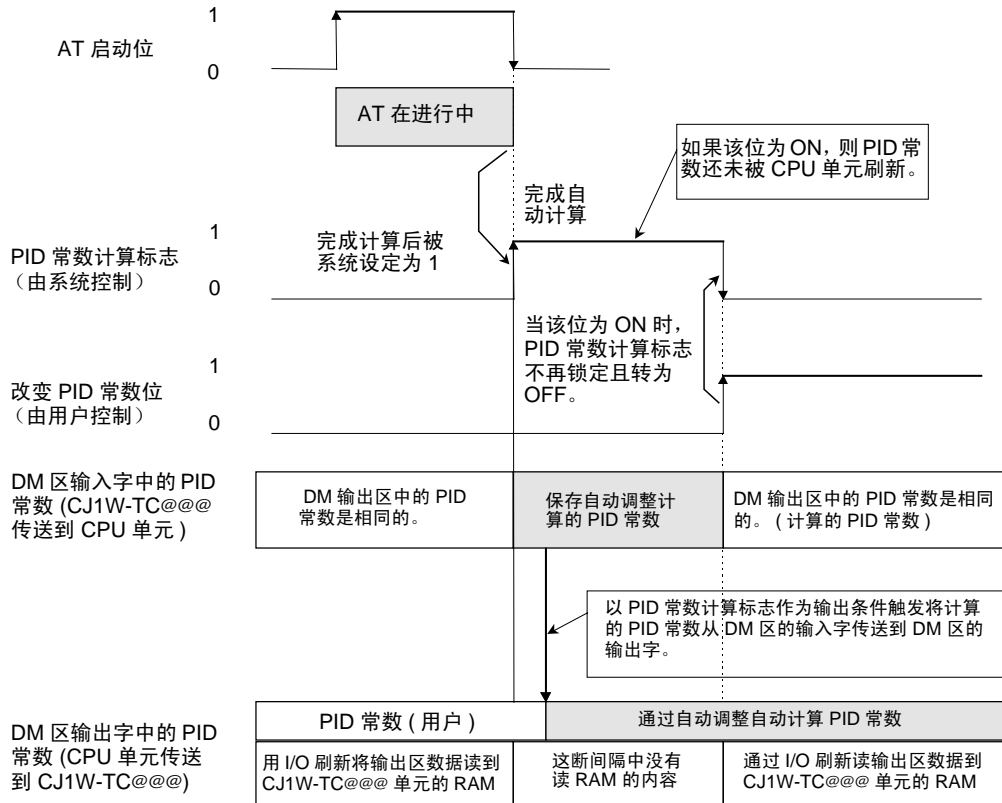 1
AT 启动位
0
AT 在进行中
如果该位为 ON，则 PID 常
数还未被 CPU 单元刷新。
完成自
动计算
完成计算后被
系统设定为 1
1
PID 常数计算标志
（由系统控制）
0
当该位为 ON 时，
PID 常数计算标志
不再锁定且转为
OFF。
1
改变 PID 常数位
（由用户控制）
0
DM 区输入字中的 PID
常数 (CJ1W-TC@@@
传送到 CPU 单元 )
DM 输出区中的 PID
常数是相同的。
保存自动调整计
算的 PID 常数
DM 输出区中的 PID 常数是相同
的。 ( 计算的 PID 常数 )
以 PID 常数计算标志作为输出条件触发将计算
的 PID 常数从 DM 区的输入字传送到 DM 区的
输出字。
DM 区输出字中的 PID
常数 (CPU 单元传送
到 CJ1W-TC@@@)
PID 常数 ( 用户 )
通过自动调整自动计算 PID 常数
用 I/O 刷新将输出区数据读到
CJ1W-TC@@@ 单元的 RAM
这断间隔中没有
读 RAM 的内容
通过 I/O 刷新读输出区数据到
CJ1W-TC@@@ 单元的 RAM